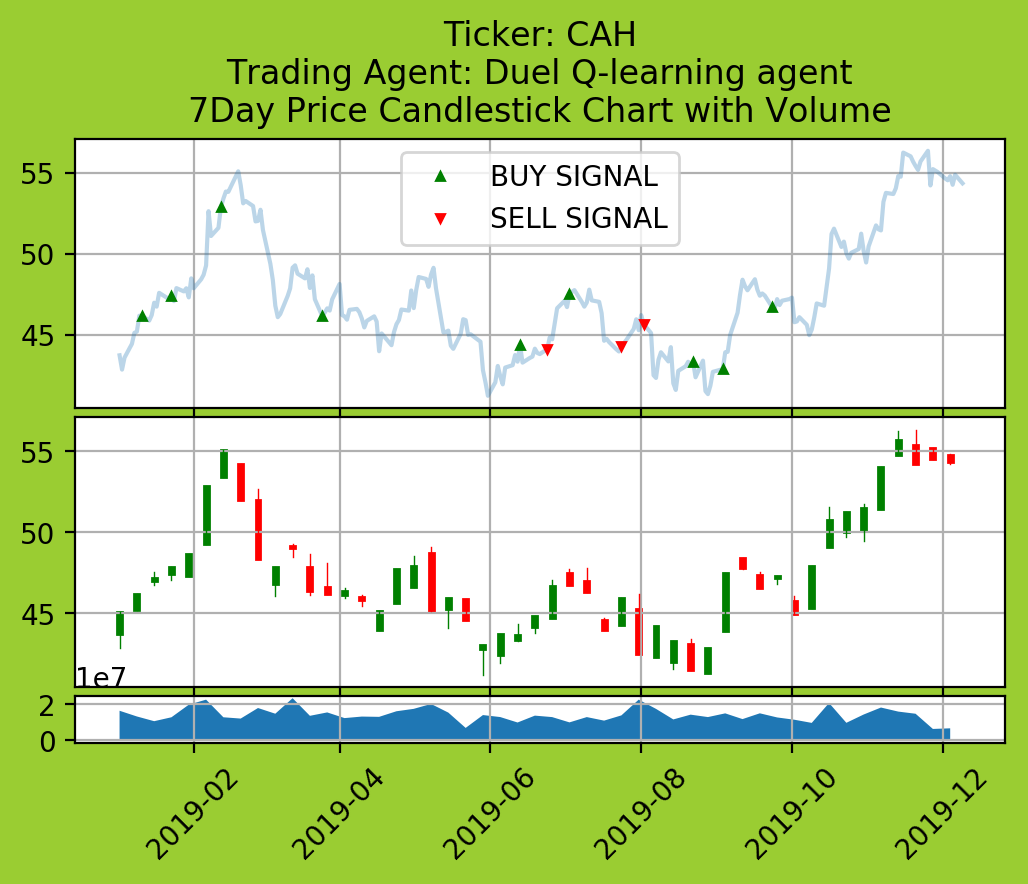 Ticker: CAH
Trading Agent: Duel Q-learning agent
7Day Price Candlestick Chart with Volume
BUY SIGNAL
SELL SIGNAL
55
50
45
55
50
45
1e7
2
0
2019-02
2019-04
2019-06
2019-08
2019-10
2019-12